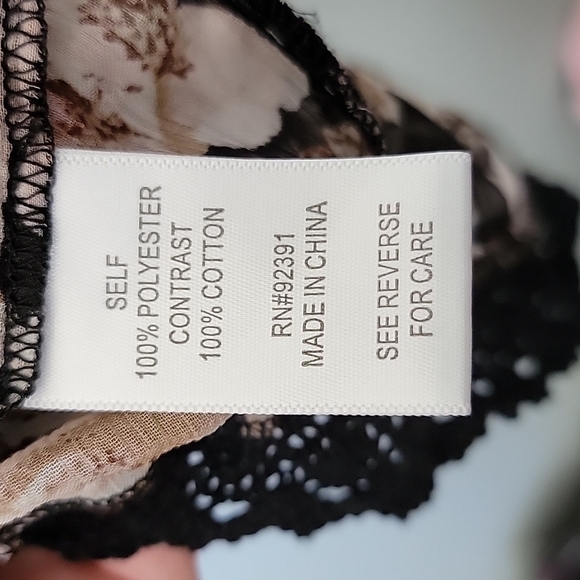 SELF
100% POLYESTER
CONTRAST
100% COTTON
RN#92391
MADE IN CHINA
SEE REVERSE
FOR CARE